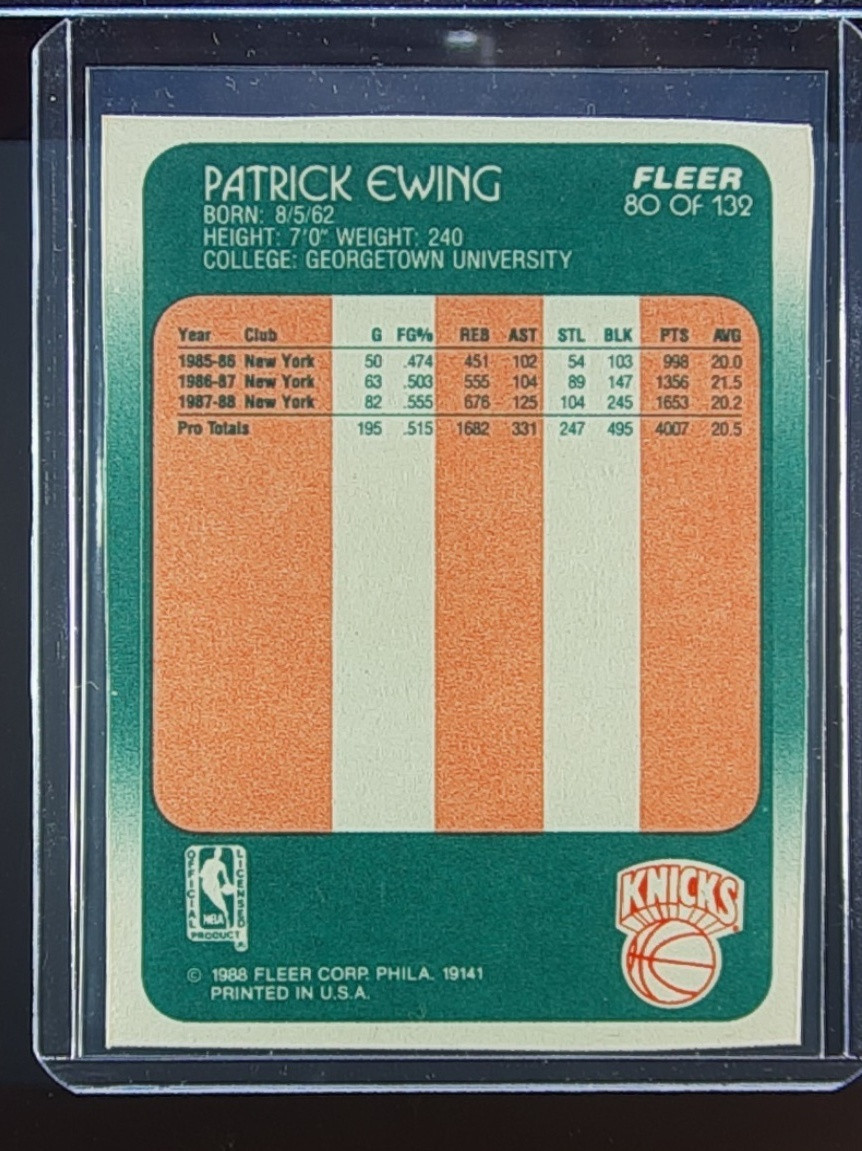 PATRICK EWING
FLEER
80 OF 132
BORN: 8/5/62
HEIGHT: 7'0" WEIGHT: 240
COLLEGE: GEORGETOWN UNIVERSITY
Year Club G FG% REB AST STL BLK PTS AVG
1985-86 New York 50 .474 451 102 54 103 998 20.0
1986-87 New York 63 .503 555 104 89 147 1356 21.5
1987-88 New York 82 .555 676 125 104 245 1653 20.2
Pro Totals 195 .515 1682 331 247 495 4007 20.5
OFFICIAL LICENSED
NBA
PRODUCT
KNICKS
© 1988 FLEER CORP. PHILA. 19141
PRINTED IN U.S.A.